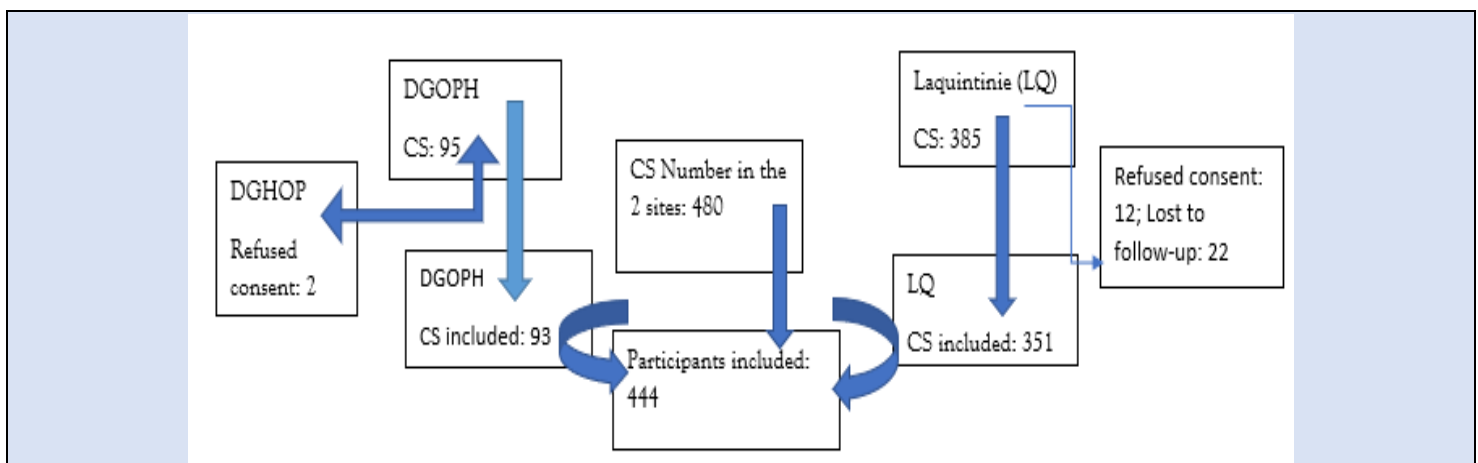 DGOPH
CS: 95
Laquintinie (LQ)
CS: 385
CS Number in the
2 sites: 480
DGHOP
Refused
consent: 2
Refused consent:
12; Lost to
follow-up: 22
DGOPH
CS included: 93
LQ
CS included: 351
Participants included:
444